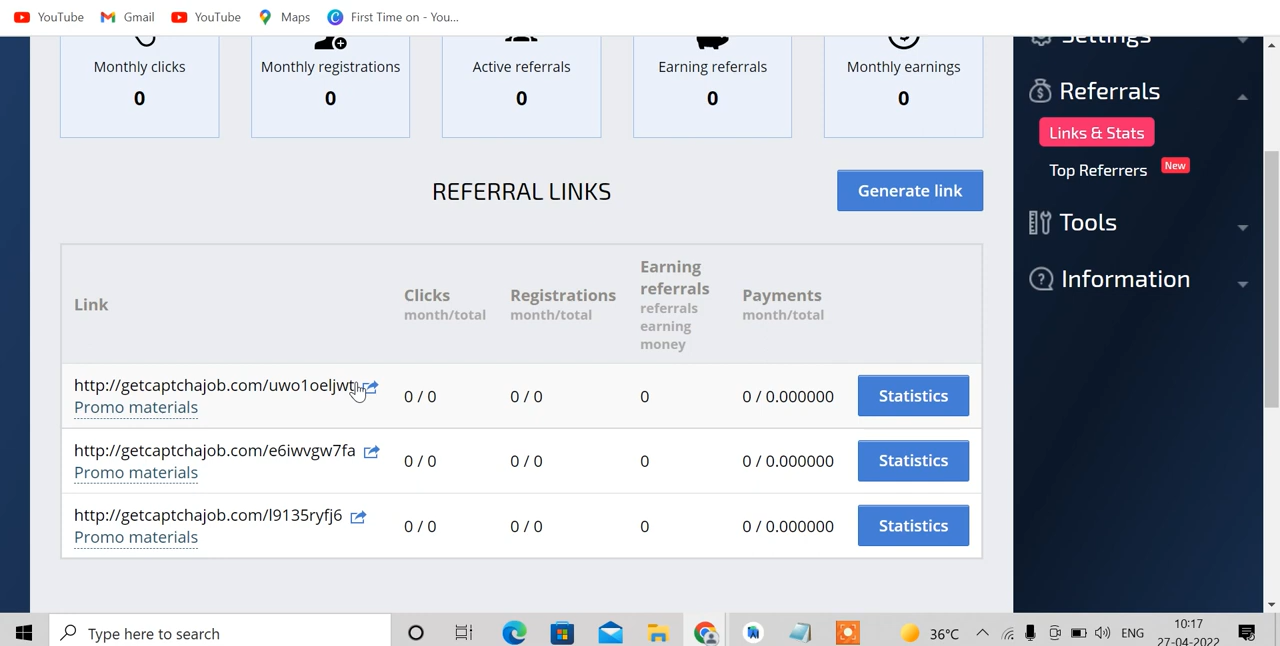 YouTube Gmail YouTube Maps First Time on - You...
Monthly clicks Monthly registrations Active referrals Earning referrals Monthly earnings
0 0 0 0 0
Settings
Referrals
Links & Stats
Top Referrers New
Tools
Information
REFERRAL LINKS Generate link
Link
Clicks
month/total
Registrations
month/total
Earning
referrals
referrals
earning
money
Payments
month/total
http://getcaptchajob.com/uwo1oeljwt
Promo materials
0 / 0 0 / 0 0 0 / 0.000000 Statistics
http://getcaptchajob.com/e6iwvgw7fa
Promo materials
0 / 0 0 / 0 0 0 / 0.000000 Statistics
http://getcaptchajob.com/l9135ryfj6
Promo materials
0 / 0 0 / 0 0 0 / 0.000000 Statistics
Type here to search
36°C
ENG
10:17
27-04-2022